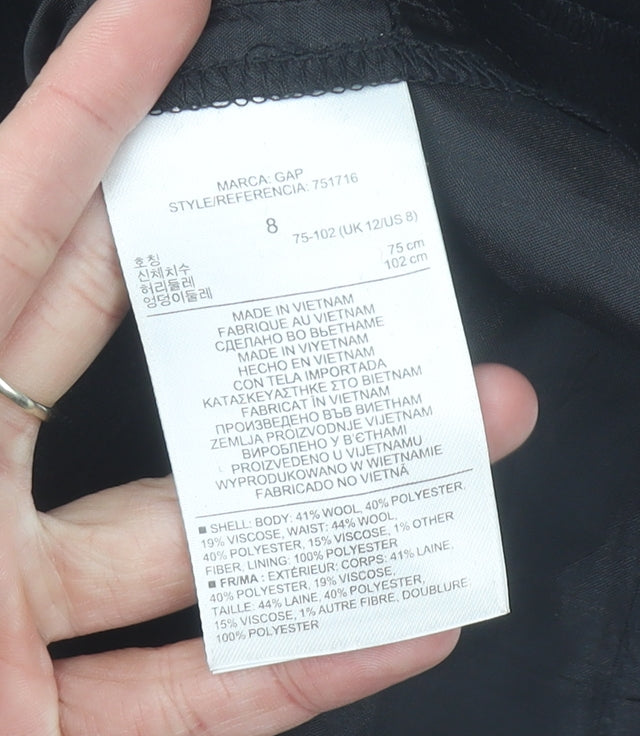 MARCA: GAP
STYLE/REFERENCIA: 751716
8
호칭
신체치수 75-102 (UK 12/US 8)
허리둘레 75 cm
엉덩이둘레 102 cm
MADE IN VIETNAM
FABRIQUE AU VIETNAM
СДЕЛАНО ВО ВЬЕТНАМЕ
MADE IN VIYETNAM
HECHO EN VIETNAM
CON TELA IMPORTADA
ΚΑΤΑΣΚΕΥΑΣΤΗΚΕ ΣΤΟ ΒΙΕΤΝΑΜ
FABRICAT ÎN VIETNAM
ПРОИЗВЕДЕНО ВЪВ ВИЕТНАМ
ZEMLJA PROIZVODNJE VIJETNAM
ВИРОБЛЕНО У В'ЄТНАМІ
PROIZVEDENO U VIJETNAMU
WYPRODUKOWANO W WIETNAMIE
FABRICADO NO VIETNÃ
■ SHELL: BODY: 41% WOOL, 40% POLYESTER,
19% VISCOSE, WAIST: 44% WOOL,
40% POLYESTER, 15% VISCOSE, 1% OTHER
FIBER, LINING: 100% POLYESTER
■ FR/MA : EXTÉRIEUR: CORPS: 41% LAINE,
40% POLYESTER, 19% VISCOSE,
TAILLE: 44% LAINE, 40% POLYESTER,
15% VISCOSE, 1% AUTRE FIBRE, DOUBLURE
100% POLYESTER